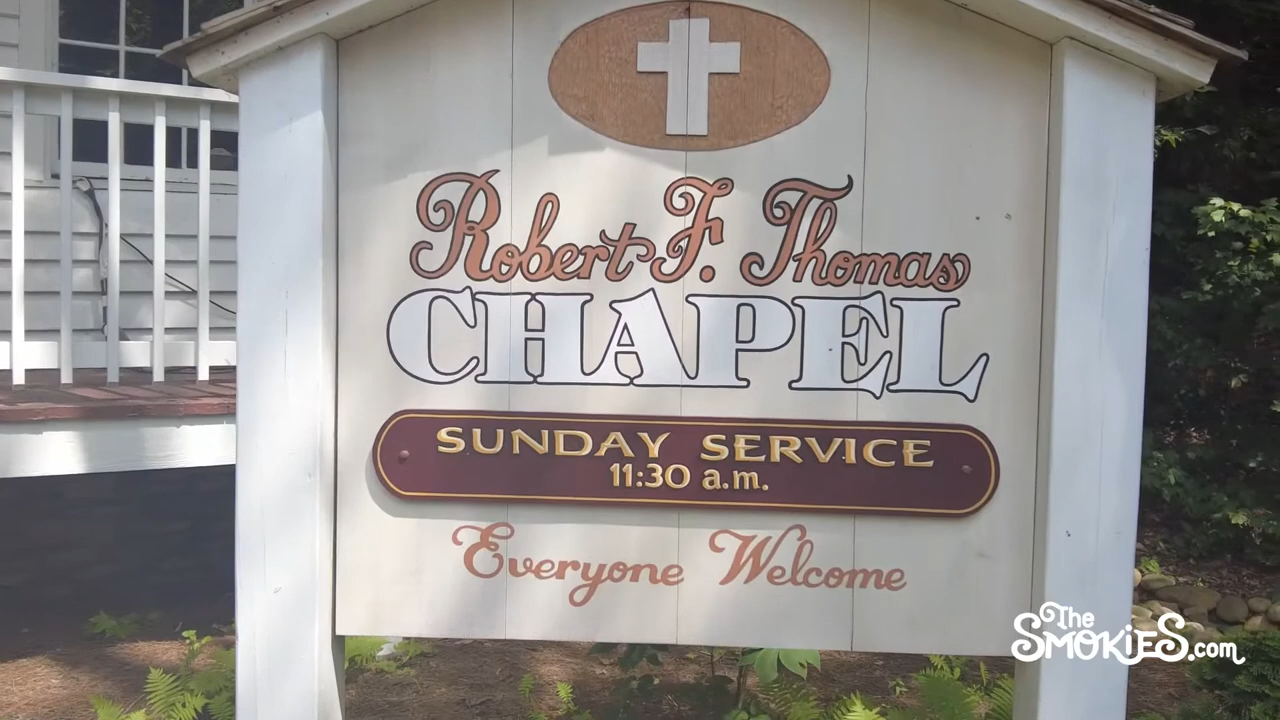 Robert F. Thomas
CHAPEL
SUNDAY SERVICE
11:30 a.m.
Everyone Welcome
The
SMOKIES.com